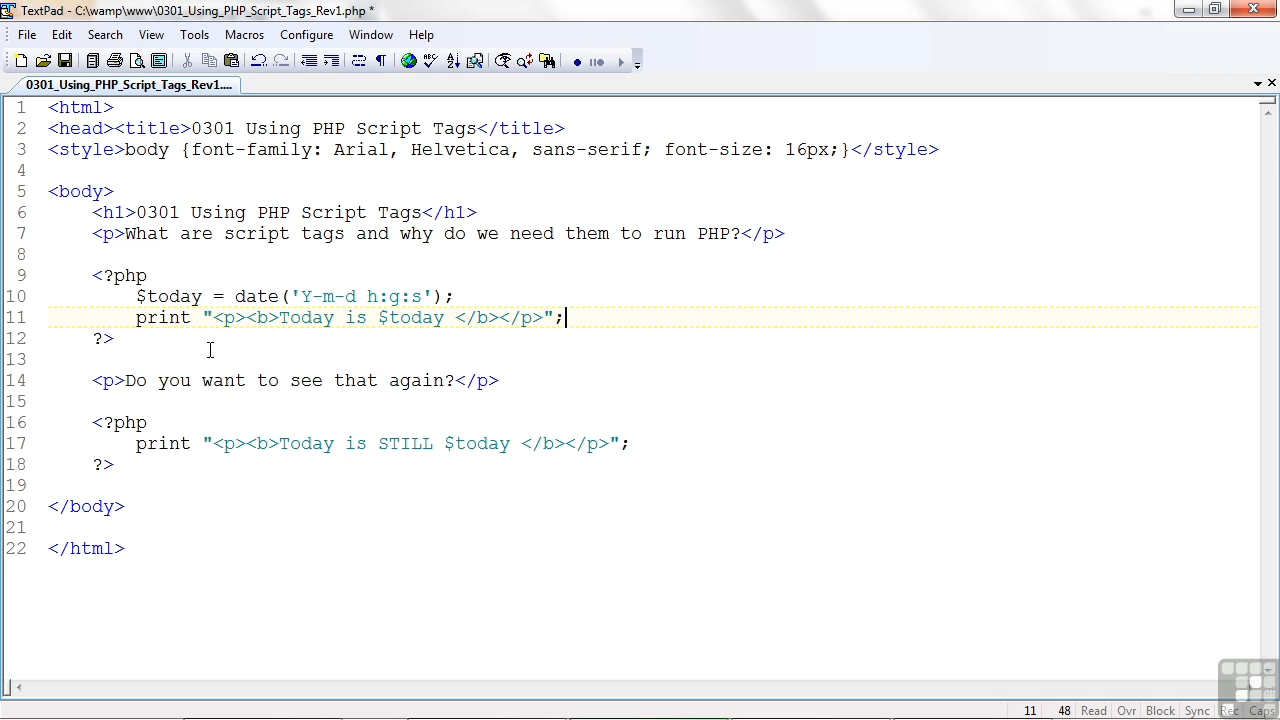 TextPad - C:\wamp\www\0301_Using_PHP_Script_Tags_Rev1.php *
File Edit Search View Tools Macros Configure Window Help
0301_Using_PHP_Script_Tags_Rev1....
1 <html>
2 <head><title>0301 Using PHP Script Tags</title>
3 <style>body {font-family: Arial, Helvetica, sans-serif; font-size: 16px;}</style>
4
5 <body>
6 <h1>0301 Using PHP Script Tags</h1>
7 <p>What are script tags and why do we need them to run PHP?</p>
8
9 <?php
10 $today = date('Y-m-d h:g:s');
11 print "<p><b>Today is $today </b></p>";
12 ?>
13
14 <p>Do you want to see that again?</p>
15
16 <?php
17 print "<p><b>Today is STILL $today </b></p>";
18 ?>
19
20 </body>
21
22 </html>
11 48 Read Ovr Block Sync Rec Caps